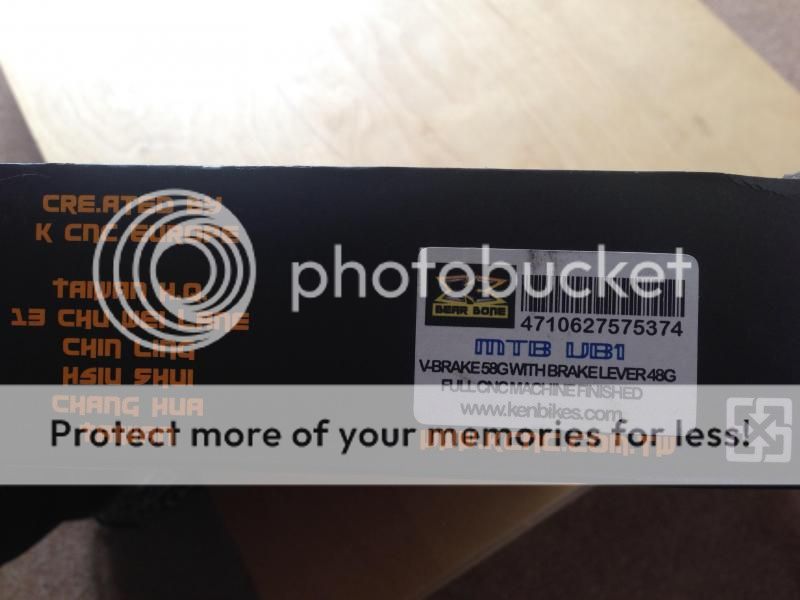 CRE.ATED BY
K CNC EUROPE
TAIWAN H.Q.
13 CHU WEI LANE
CHIN LING
HSIU SHUI
CHANG HUA
photobucket
BEAR BONE
4710627575374
MTB VB1
V-BRAKE 58G WITH BRAKE LEVER 48G
FULL CNC MACHINE FINISHED
www.kenbikes.com
Protect more of your memories for less!